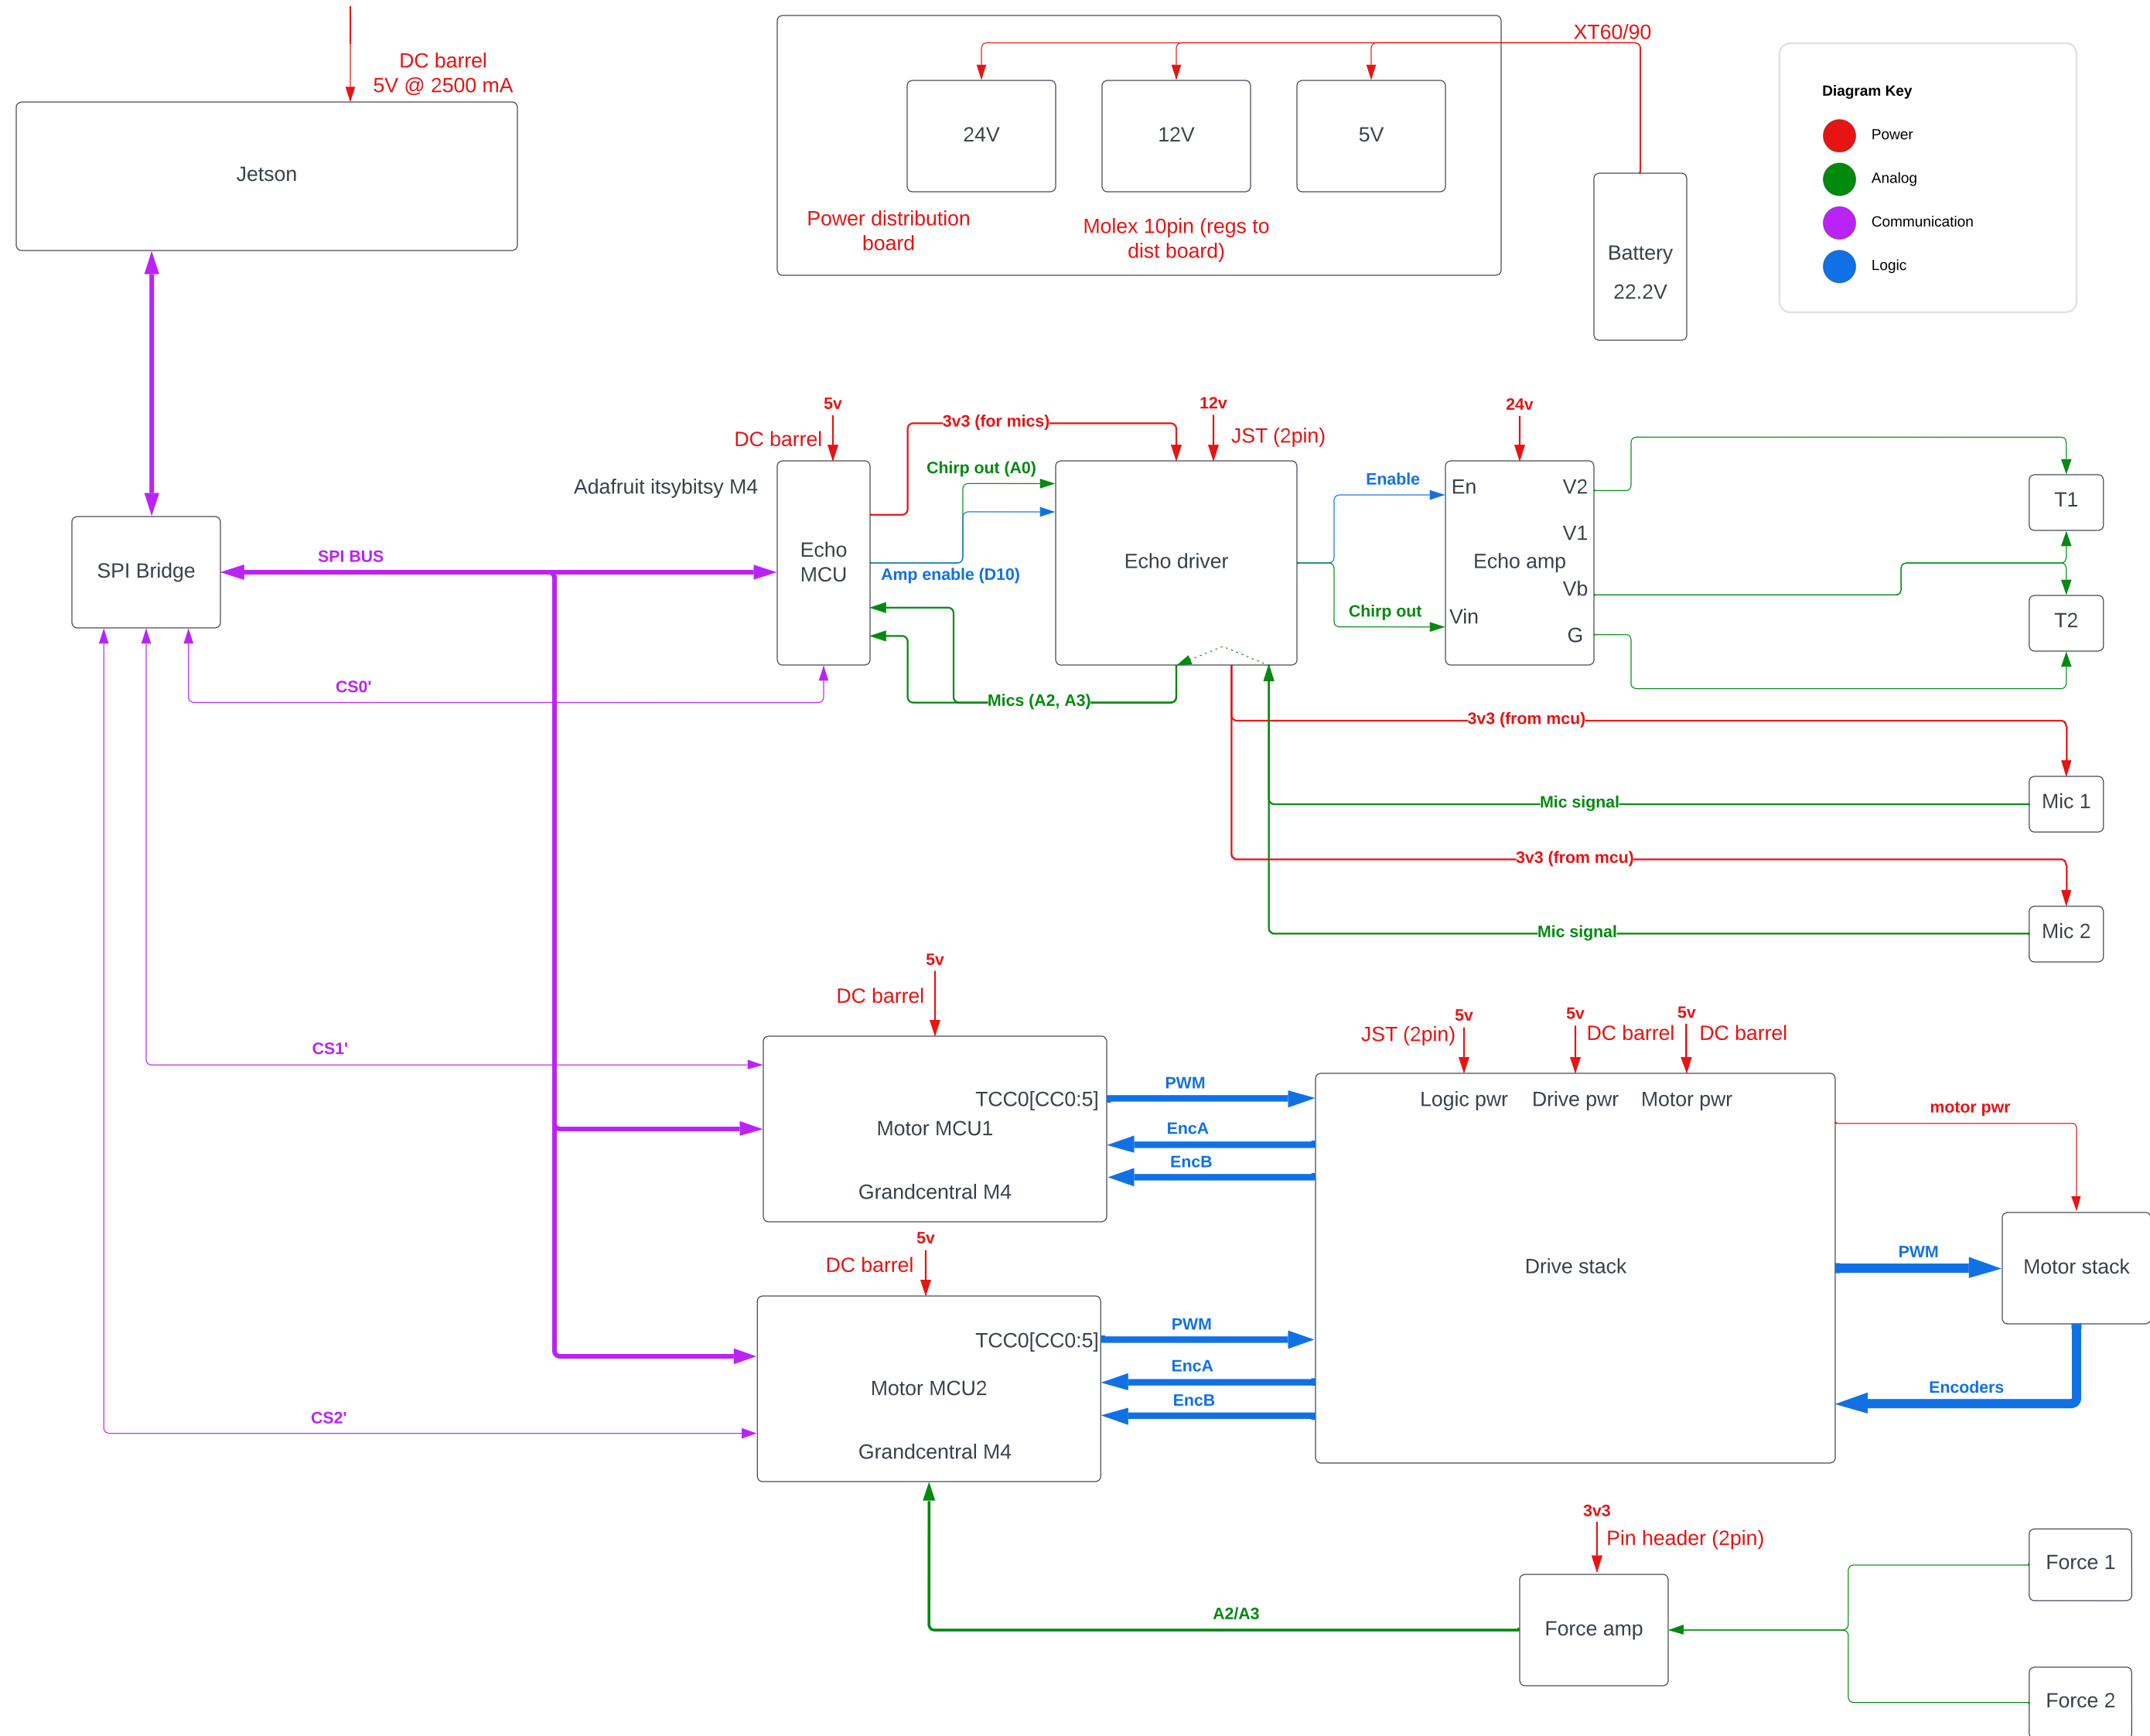 XT60/90
DC barrel
5V @ 2500 mA
Jetson
24V
12V
5V
Power distribution
board
Molex 10pin (regs to
dist board)
Battery
22.2V
Diagram Key
Power
Analog
Communication
Logic
5v
DC barrel
3v3 (for mics)
12v
JST (2pin)
24v
Adafruit itsybitsy M4
Chirp out (A0)
Enable
En
V2
V1
T1
SPI BUS
SPI Bridge
Echo
MCU
Amp enable (D10)
Echo driver
Echo amp
Vb
Chirp out
Vin
G
T2
CS0'
Mics (A2, A3)
3v3 (from mcu)
Mic signal
Mic 1
3v3 (from mcu)
Mic signal
Mic 2
5v
DC barrel
JST (2pin)
5v
5v
DC barrel
5v
DC barrel
CS1'
TCC0[CC0:5]
Motor MCU1
Grandcentral M4
PWM
EncA
EncB
Logic pwr
Drive pwr
Motor pwr
motor pwr
5v
DC barrel
Drive stack
PWM
Motor stack
TCC0[CC0:5]
Motor MCU2
Grandcentral M4
PWM
EncA
EncB
Encoders
CS2'
3v3
Pin header (2pin)
A2/A3
Force amp
Force 1
Force 2